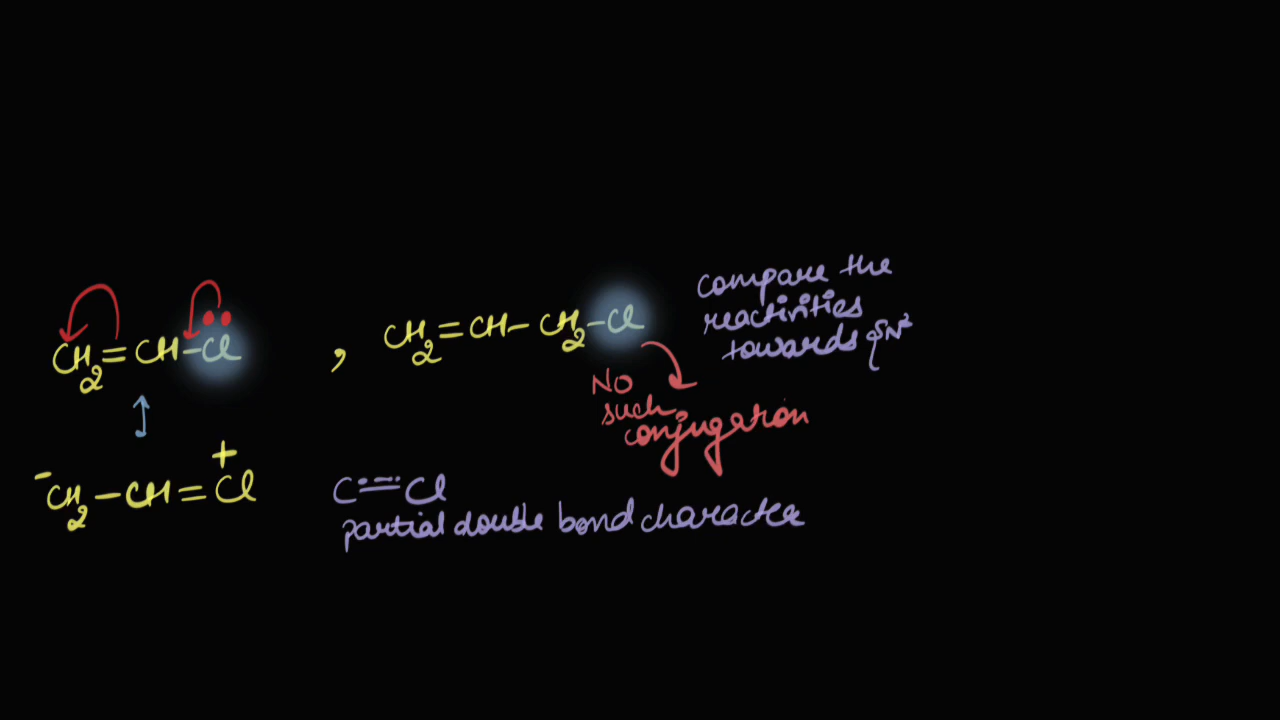 CH2=CH-Cl , CH2=CH-CH2-Cl
compare the
reactivities
towards SN2
No
such
conjugation
-CH2-CH=Cl+
C=Cl
partial double bond character